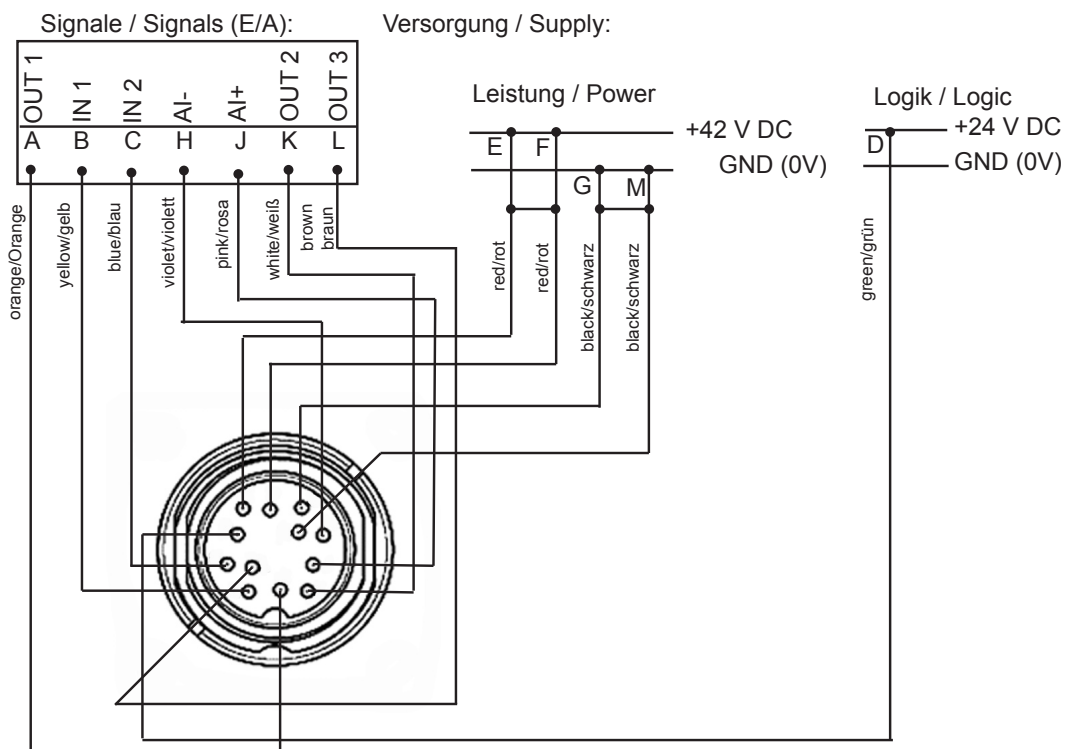 Signale / Signals (E/A):
Versorgung / Supply:
OUT 1
IN 1
IN 2
AI-
AI+
OUT 2
OUT 3
A
B
C
H
J
K
L
Leistung / Power
+42 V DC
GND (0V)
E
F
G
M
Logik / Logic
+24 V DC
GND (0V)
D
orange/Orange
yellow/gelb
blue/blau
violet/violett
pink/rosa
white/weiß
brown
braun
red/rot
red/rot
black/schwarz
black/schwarz
green/grün